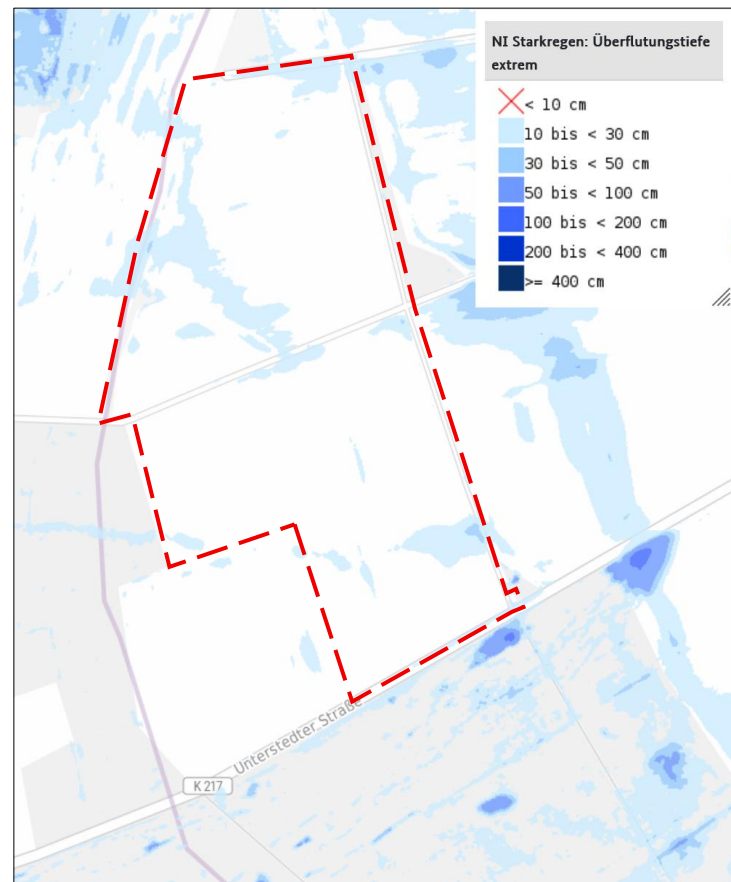 NI Starkregen: Überflutungstiefe
extrem
< 10 cm
10 bis < 30 cm
30 bis < 50 cm
50 bis < 100 cm
100 bis < 200 cm
200 bis < 400 cm
>= 400 cm
Unterstedter Straße
K 217